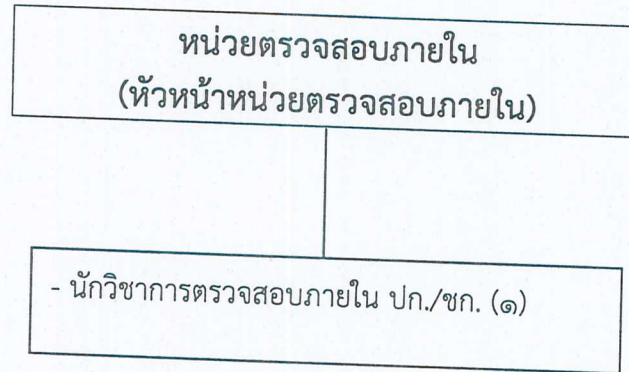 หน่วยตรวจสอบภายใน
(หัวหน้าหน่วยตรวจสอบภายใน)
- นักวิชาการตรวจสอบภายใน ปก./ชก. (๑)